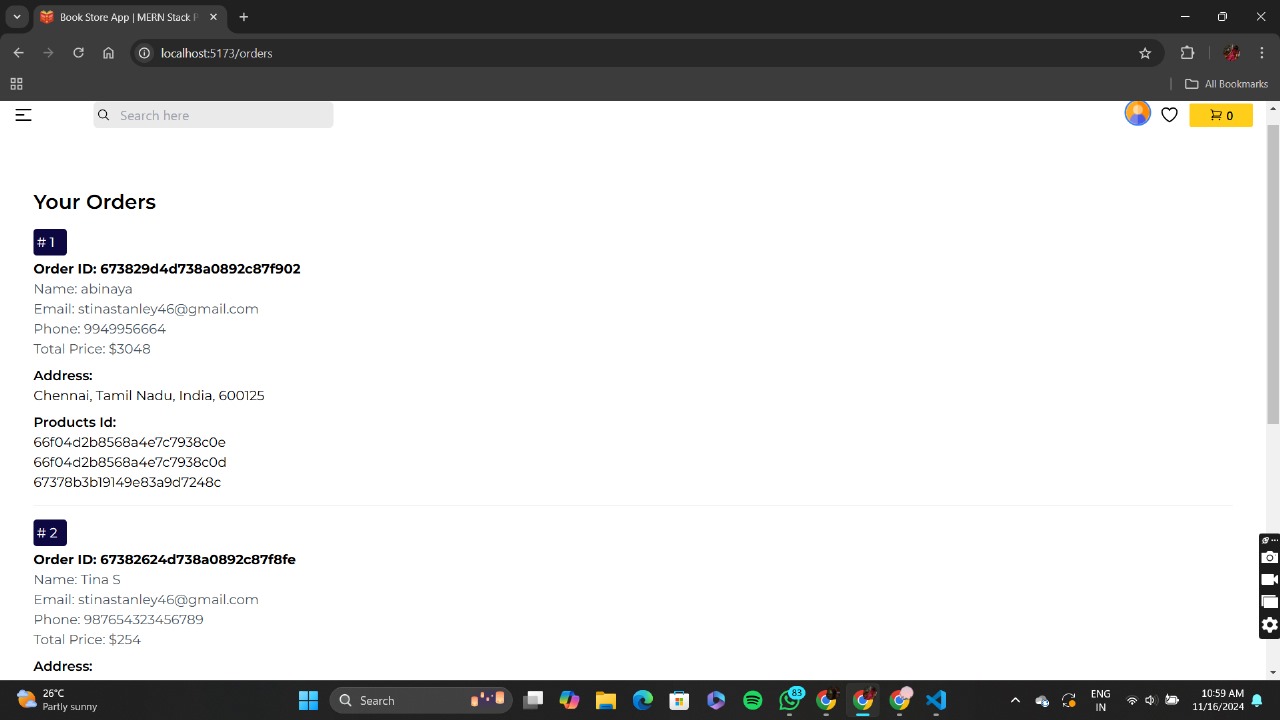 Book Store App | MERN Stack P
localhost:5173/orders
All Bookmarks
Search here
0
Your Orders
# 1
Order ID: 673829d4d738a0892c87f902
Name: abinaya
Email: stinastanley46@gmail.com
Phone: 9949956664
Total Price: $3048
Address:
Chennai, Tamil Nadu, India, 600125
Products Id:
66f04d2b8568a4e7c7938c0e
66f04d2b8568a4e7c7938c0d
67378b3b19149e83a9d7248c
# 2
Order ID: 67382624d738a0892c87f8fe
Name: Tina S
Email: stinastanley46@gmail.com
Phone: 987654323456789
Total Price: $254
Address:
26°C
Partly sunny
Search
83
ENG
IN
10:59 AM
11/16/2024